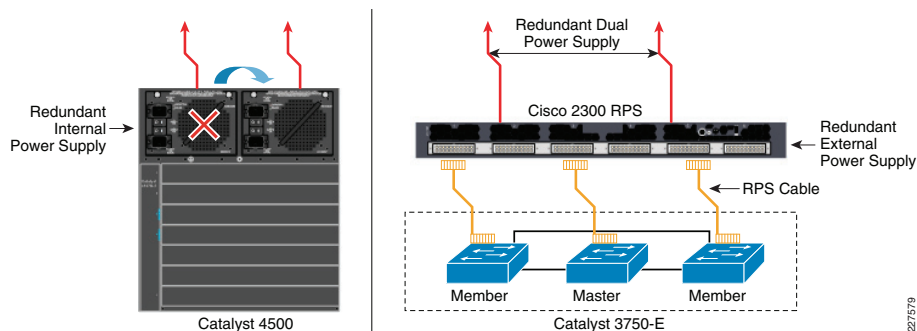 Redundant
Internal
Power Supply
Catalyst 4500
Redundant Dual
Power Supply
Cisco 2300 RPS
Redundant
External
Power Supply
RPS Cable
Member
Master
Member
Catalyst 3750-E